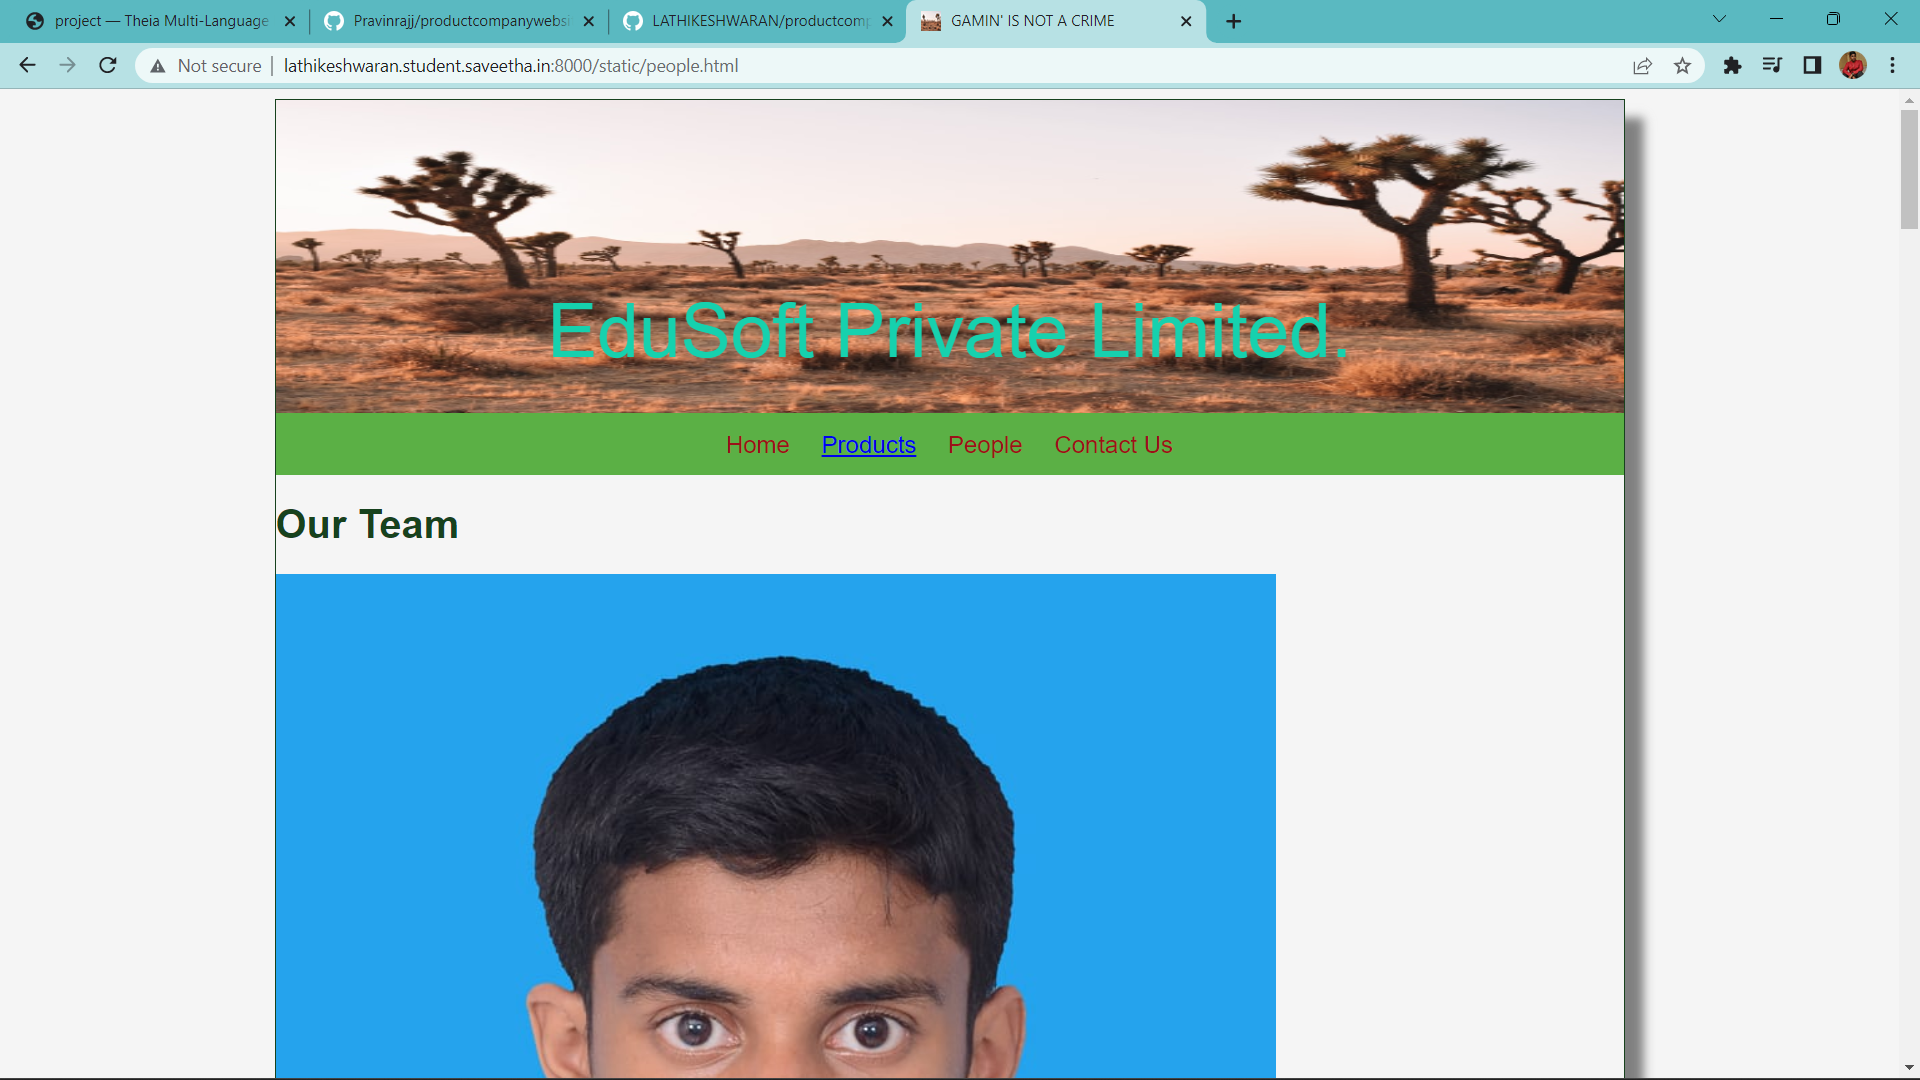 project — Theia Multi-Language
Pravinrajj/productcompanywebsi
LATHIKESHWARAN/productcomp
GAMIN' IS NOT A CRIME
Not secure
lathikeshwaran.student.saveetha.in:8000/static/people.html
EduSoft Private Limited.
Home Products People Contact Us
Our Team